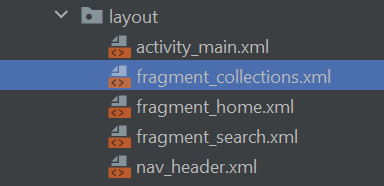 layout
activity_main.xml
fragment_collections.xml
fragment_home.xml
fragment_search.xml
nav_header.xml